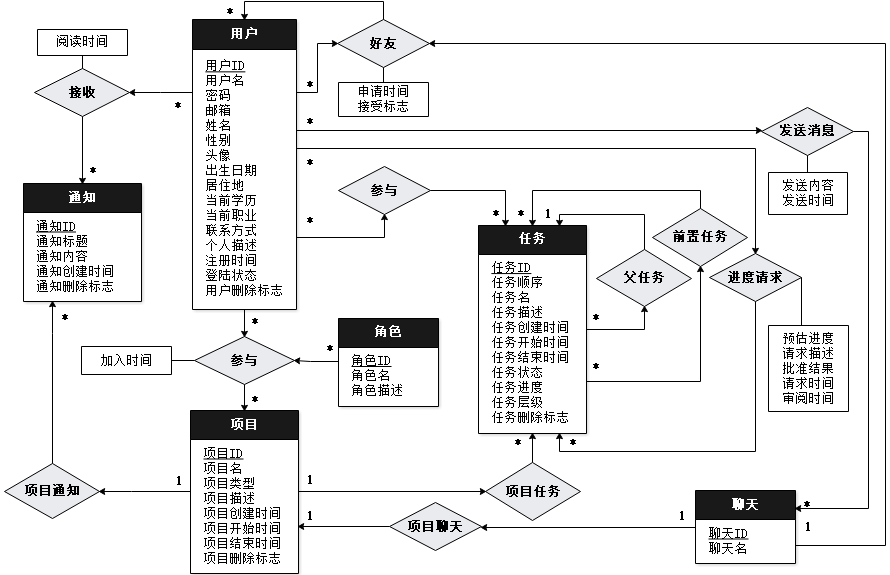 *
用户
用户ID
用户名
密码
邮箱
姓名
性别
头像
出生日期
居住地
当前学历
当前职业
联系方式
个人描述
注册时间
登陆状态
用户删除标志
阅读时间
接收
*
*
通知
通知ID
通知标题
通知内容
通知创建时间
通知删除标志
*
好友
申请时间
接受标志
*
*
发送消息
发送内容
发送时间
*
参与
*
*
*
1
任务
任务ID
任务顺序
任务名
任务描述
任务创建时间
任务开始时间
任务结束时间
任务状态
任务进度
任务层级
任务删除标志
父任务
*
前置任务
*
进度请求
预估进度
请求描述
批准结果
请求时间
审阅时间
*
*
*
加入时间
参与
*
角色
角色ID
角色名
角色描述
*
项目
项目ID
项目名
项目类型
项目描述
项目创建时间
项目开始时间
项目结束时间
项目删除标志
项目通知
1
1
项目任务
1
项目聊天
1
聊天
聊天ID
聊天名
*
1